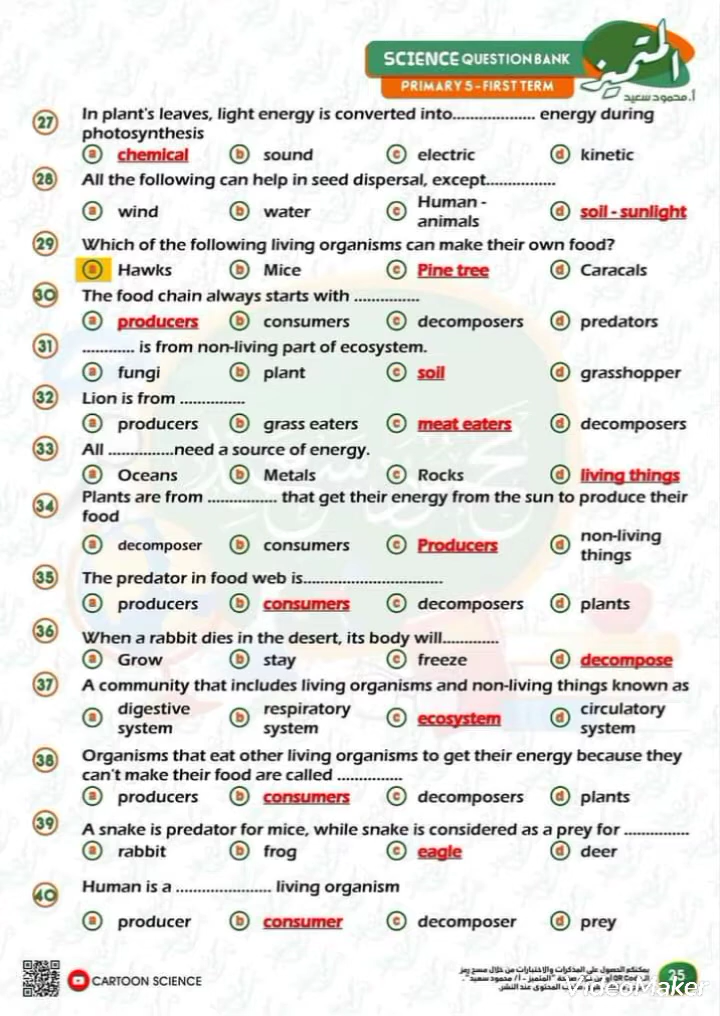 SCIENCE QUESTION BANK
PRIMARY 5 - FIRST TERM
المتميز
أ. محمود سعيد
27 In plant's leaves, light energy is converted into.................... energy during
photosynthesis
a chemical b sound c electric d kinetic
28 All the following can help in seed dispersal, except.................
a wind b water c Human -
animals d soil - sunlight
29 Which of the following living organisms can make their own food?
a Hawks b Mice c Pine tree d Caracals
30 The food chain always starts with ................
a producers b consumers c decomposers d predators
31 ............. is from non-living part of ecosystem.
a fungi b plant c soil d grasshopper
32 Lion is from ................
a producers b grass eaters c meat eaters d decomposers
33 All ................need a source of energy.
a Oceans b Metals c Rocks d living things
34 Plants are from ................. that get their energy from the sun to produce their
food
a decomposer b consumers c Producers d non-living
things
35 The predator in food web is..................................
a producers b consumers c decomposers d plants
36 When a rabbit dies in the desert, its body will..............
a Grow b stay c freeze d decompose
37 A community that includes living organisms and non-living things known as
a digestive
system b respiratory
system c ecosystem d circulatory
system
38 Organisms that eat other living organisms to get their energy because they
can't make their food are called ................
a producers b consumers c decomposers d plants
39 A snake is predator for mice, while snake is considered as a prey for ................
a rabbit b frog c eagle d deer
40 Human is a ....................... living organism
a producer b consumer c decomposer d prey
CARTOON SCIENCE
يمكنكم الحصول على المذكرات والاختبارات من خلال مسح رمز
25
VideoMaker